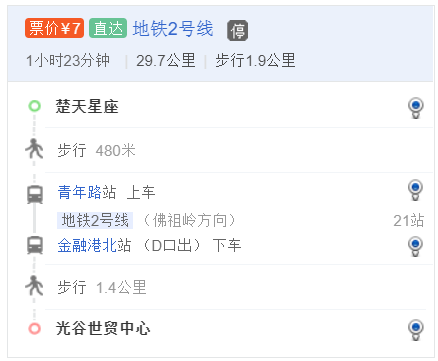 票价¥7 直达 地铁2号线 停
1小时23分钟 | 29.7公里 | 步行1.9公里
楚天星座
步行 480米
青年路站 上车
地铁2号线 （佛祖岭方向） 21站
金融港北站 （D口出） 下车
步行 1.4公里
光谷世贸中心